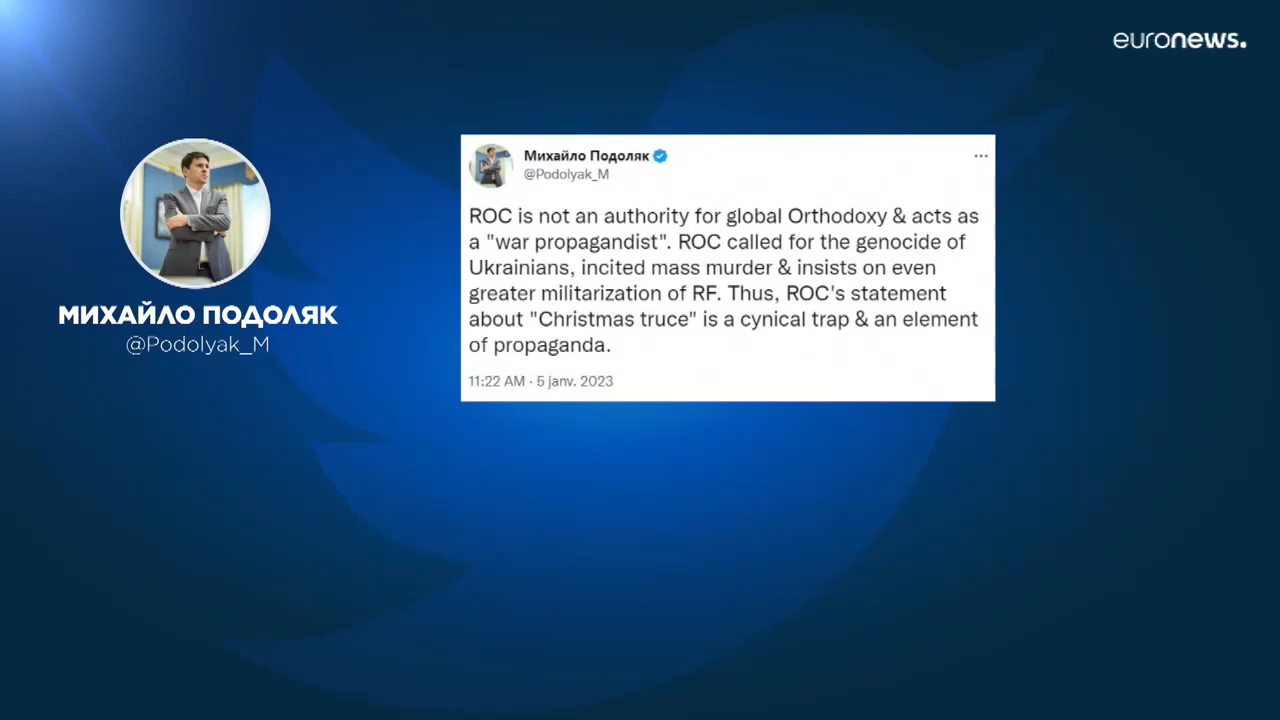 euronews.
МИХАЙЛО ПОДОЛЯК
@Podolyak_M
Михайло Подоляк
@Podolyak_M
ROC is not an authority for global Orthodoxy & acts as
a "war propagandist". ROC called for the genocide of
Ukrainians, incited mass murder & insists on even
greater militarization of RF. Thus, ROC's statement
about "Christmas truce" is a cynical trap & an element
of propaganda.
11:22 AM · 5 janv. 2023